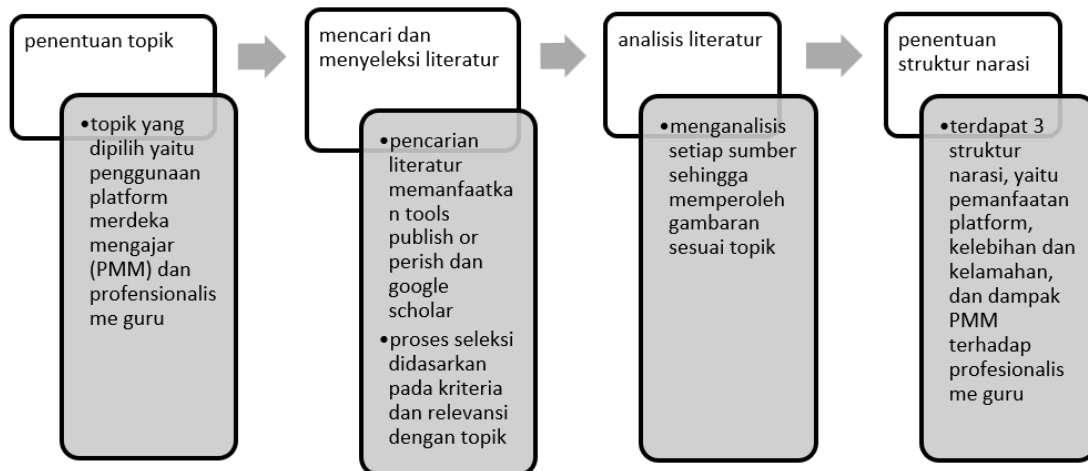 penentuan topik
•topik yang
dipilih yaitu
penggunaan
platform
merdeka
mengajar
(PMM) dan
profensionalis
me guru
mencari dan
menyeleksi literatur
•pencarian
literatur
memanfaatka
n tools
publish or
perish dan
google
scholar
•proses seleksi
didasarkan
pada kriteria
dan relevansi
dengan topik
analisis literatur
•menganalisis
setiap sumber
sehingga
memperoleh
gambaran
sesuai topik
penentuan
struktur narasi
•terdapat 3
struktur
narasi, yaitu
pemanfaatan
platform,
kelebihan dan
kelamahan,
dan dampak
PMM
terhadap
profesionalis
me guru